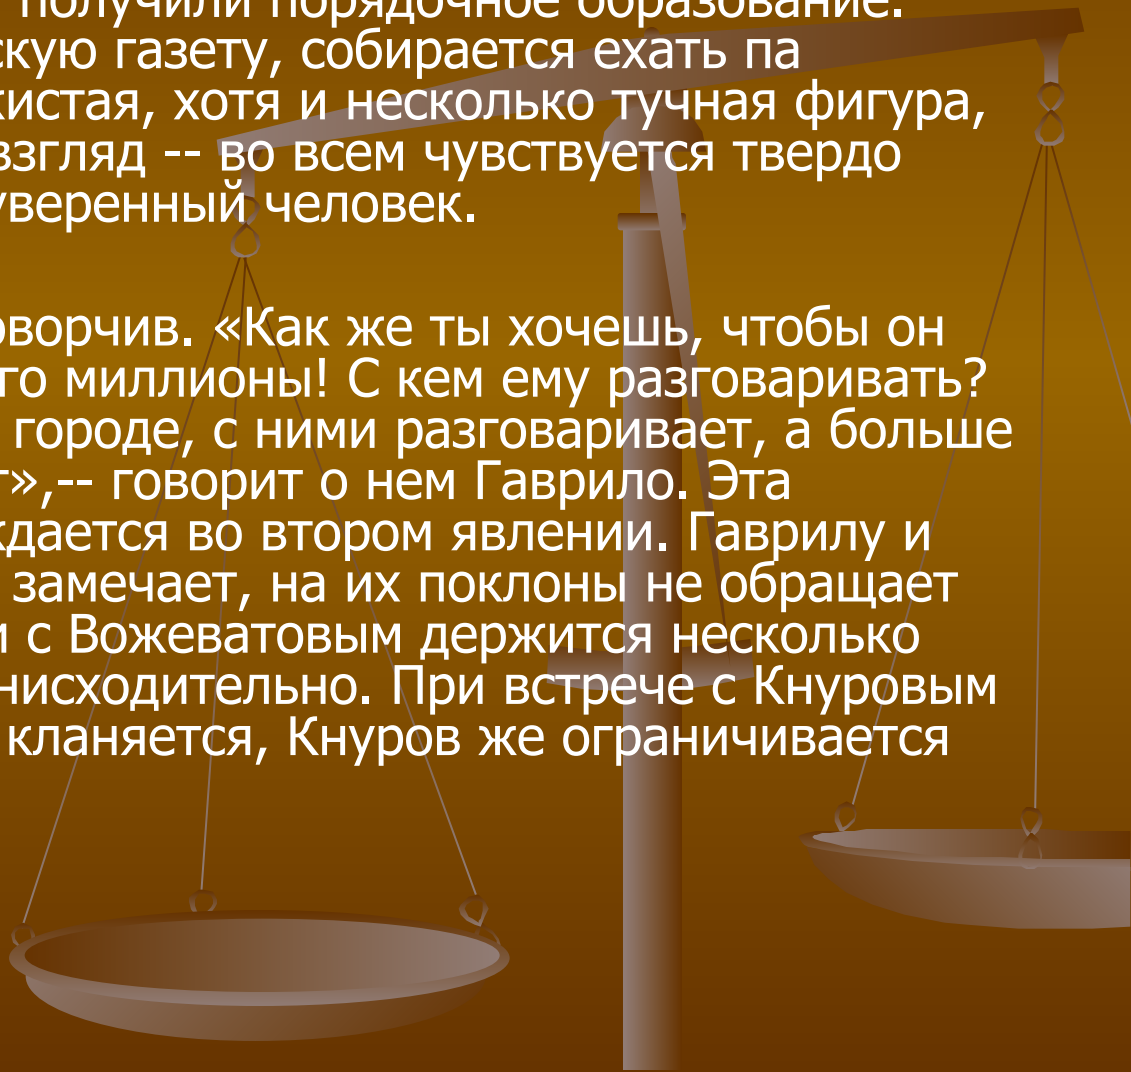 получили порядочное образование.
скую газету, собирается ехать па
кистая, хотя и несколько тучная фигура,
взгляд -- во всем чувствуется твердо
уверенный человек.
оворчив. «Как же ты хочешь, чтобы он
го миллионы! С кем ему разговаривать?
городе, с ними разговаривает, а больше
т»,-- говорит о нем Гаврило. Эта
ждается во втором явлении. Гаврилу и
замечает, на их поклоны не обращает
и с Вожеватовым держится несколько
нисходительно. При встрече с Кнуровым
кланяется, Кнуров же ограничивается